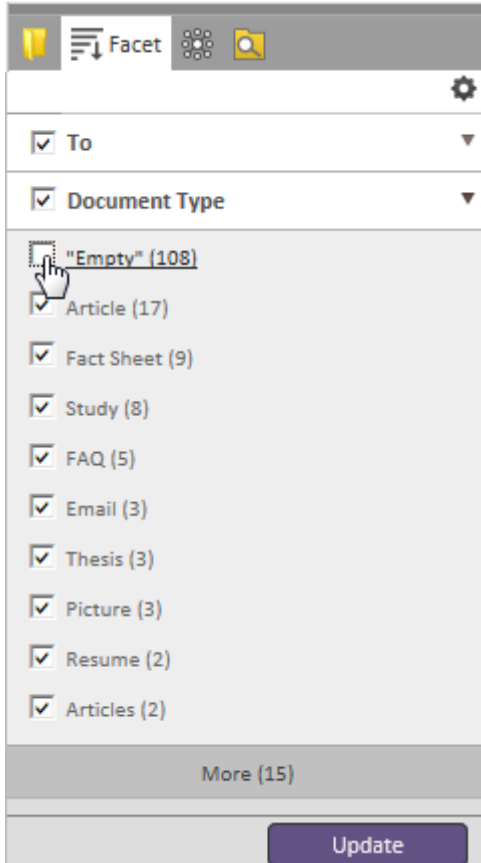 Facet
To
Document Type
"Empty" (108)
Article (17)
Fact Sheet (9)
Study (8)
FAQ (5)
Email (3)
Thesis (3)
Picture (3)
Resume (2)
Articles (2)
More (15)
Update